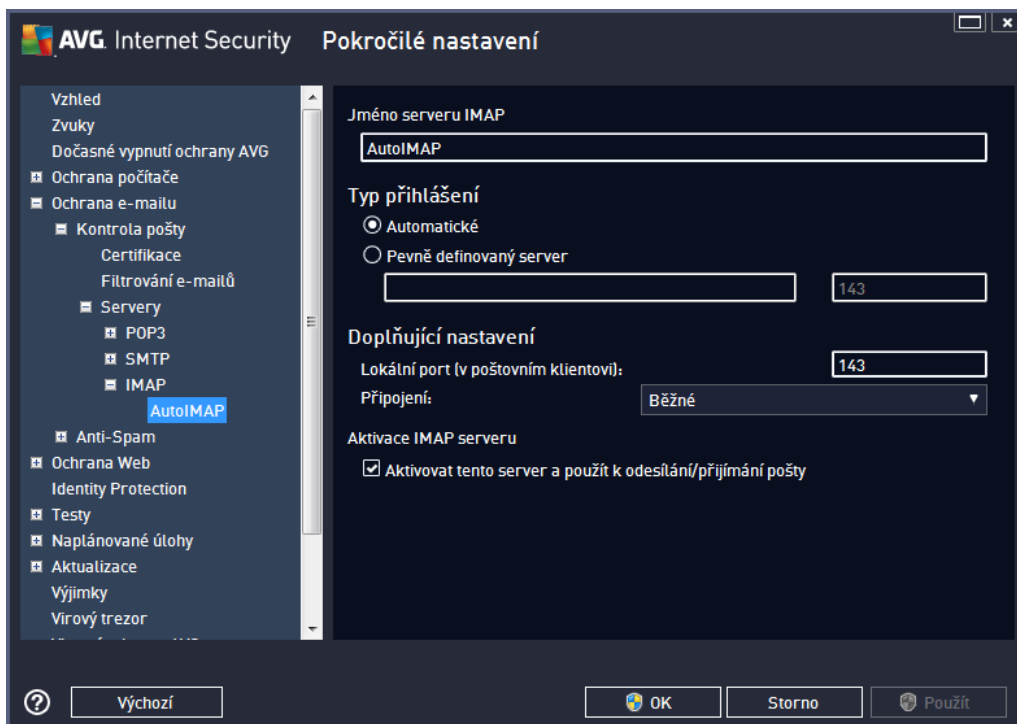 AVG. Internet Security Pokročilé nastavení
Vzhled
Zvuky
Dočasné vypnutí ochrany AVG
Ochrana počítače
Ochrana e-mailu
Kontrola pošty
Certifikace
Filtrování e-mailů
Servery
POP3
SMTP
IMAP
AutoIMAP
Anti-Spam
Ochrana Web
Identity Protection
Testy
Naplánované úlohy
Aktualizace
Výjimky
Virový trezor
Jméno serveru IMAP
AutoIMAP
Typ přihlášení
Automatické
Pevně definovaný server
143
Doplňující nastavení
Lokální port (v poštovním klientovi): 143
Připojení: Běžné
Aktivace IMAP serveru
Aktivovat tento server a použít k odesílání/přijímání pošty
Výchozí OK Storno Použít